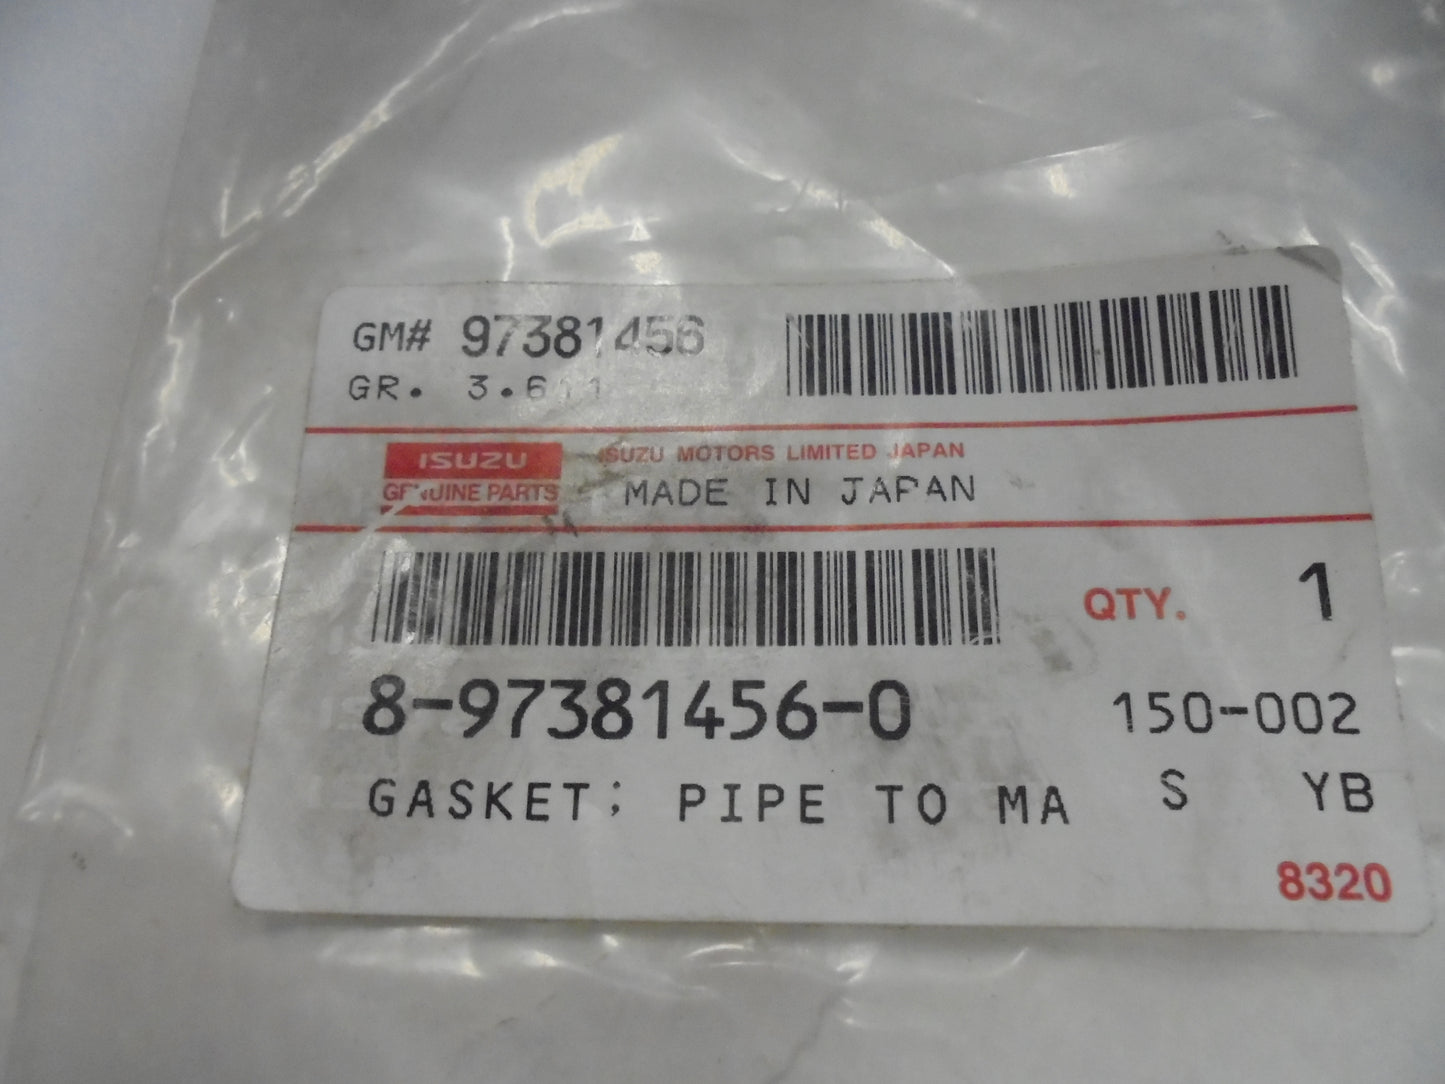 GM# 97381456
GR. 3.611
ISUZU
GENUINE PARTS
ISUZU MOTORS LIMITED JAPAN
MADE IN JAPAN
QTY. 1
8-97381456-0 150-002
GASKET; PIPE TO MA S YB
8320